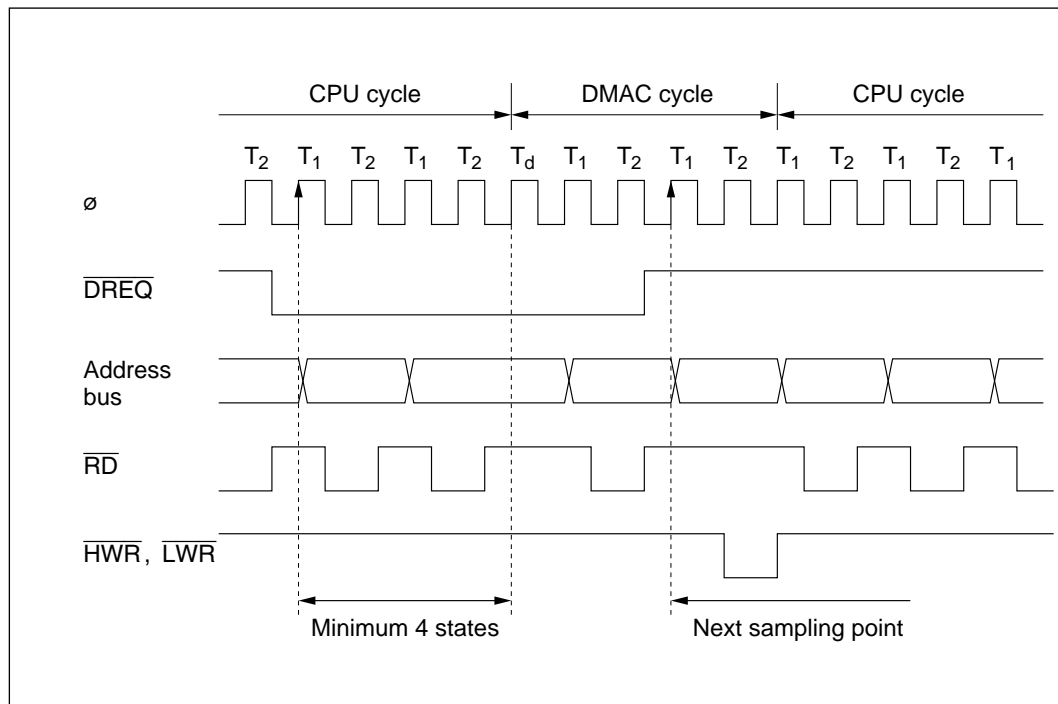 CPU cycle DMAC cycle CPU cycle
T2 T1 T2 T1 T2 Td T1 T2 T1 T2 T1 T2 T1 T2 T1
ø
DREQ
Address
bus
RD
HWR, LWR
Minimum 4 states Next sampling point